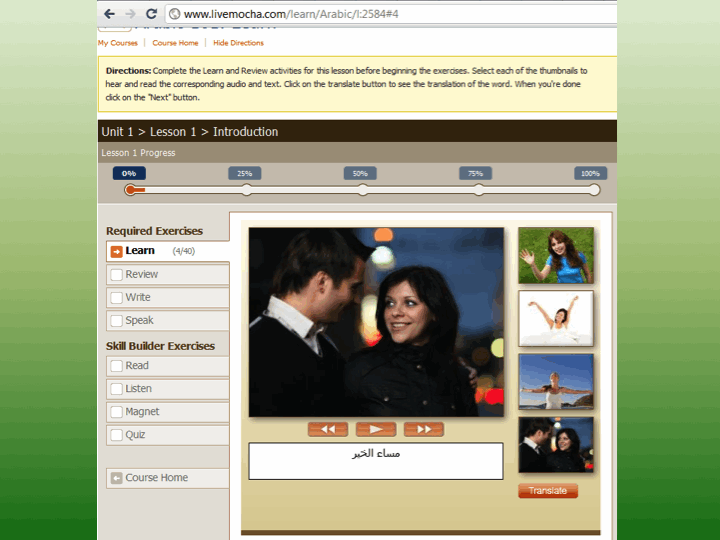 www.livemocha.com/learn/Arabic/l:2584#4
My Courses | Course Home | Hide Directions
Directions: Complete the Learn and Review activities for this lesson before beginning the exercises. Select each of the thumbnails to
hear and read the corresponding audio and text. Click on the translate button to see the translation of the word. When you're done
click on the "Next" button.
Unit 1 > Lesson 1 > Introduction
Lesson 1 Progress
0% 25% 50% 75% 100%
Required Exercises
Learn (4/40)
Review
Write
Speak
Skill Builder Exercises
Read
Listen
Magnet
Quiz
Course Home
مساء الخير
Translate